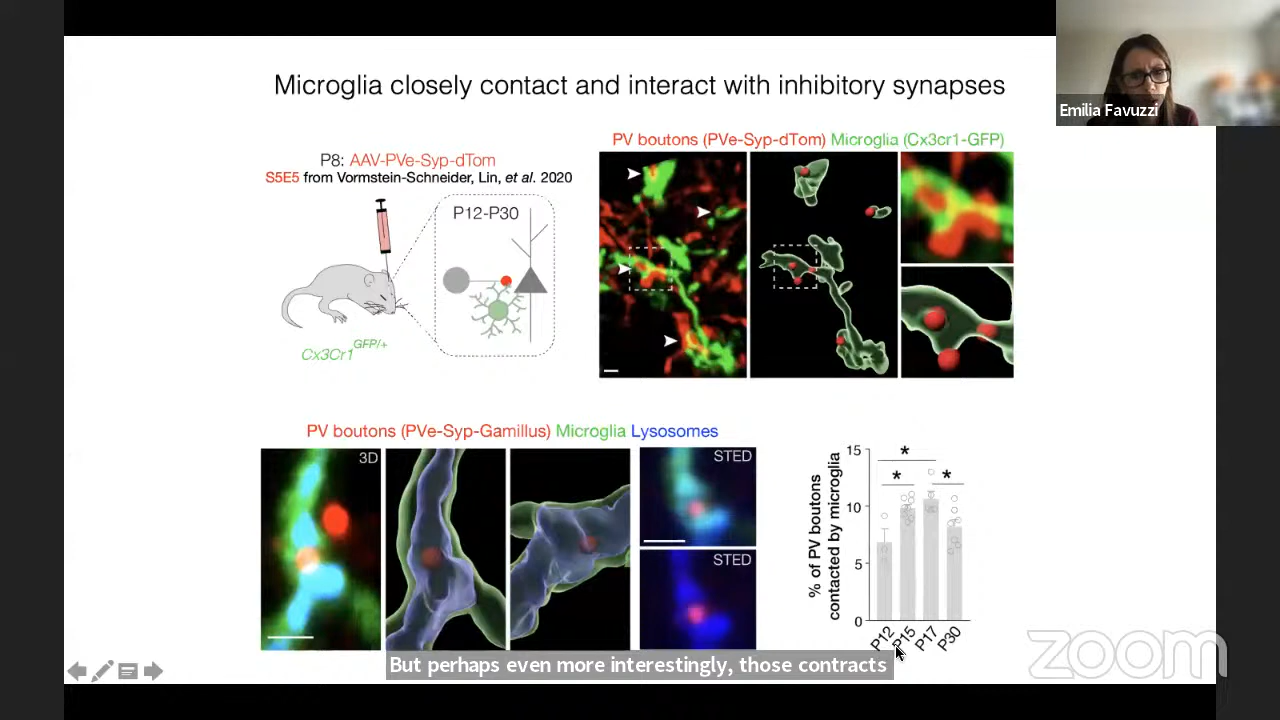 Emilia Favuzzi
Microglia closely contact and interact with inhibitory synapses
P8: AAV-PVe-Syp-dTom
S5E5 from Vormstein-Schneider, Lin, et al. 2020
P12-P30
Cx3Cr1 GFP/+
PV boutons (PVe-Syp-dTom) Microglia (Cx3cr1-GFP)
PV boutons (PVe-Syp-Gamillus) Microglia Lysosomes
3D
STED
STED
% of PV boutons
contacted by microglia
15
10
5
0
*
*
*
P12
P15
P17
P30
But perhaps even more interestingly, those contracts
zoom